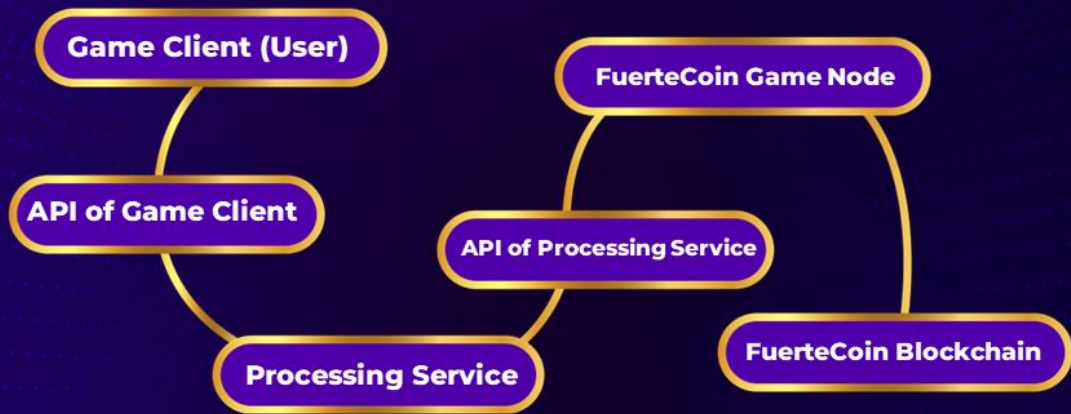 Game Client (User)
FuerteCoin Game Node
API of Game Client
API of Processing Service
Processing Service
FuerteCoin Blockchain